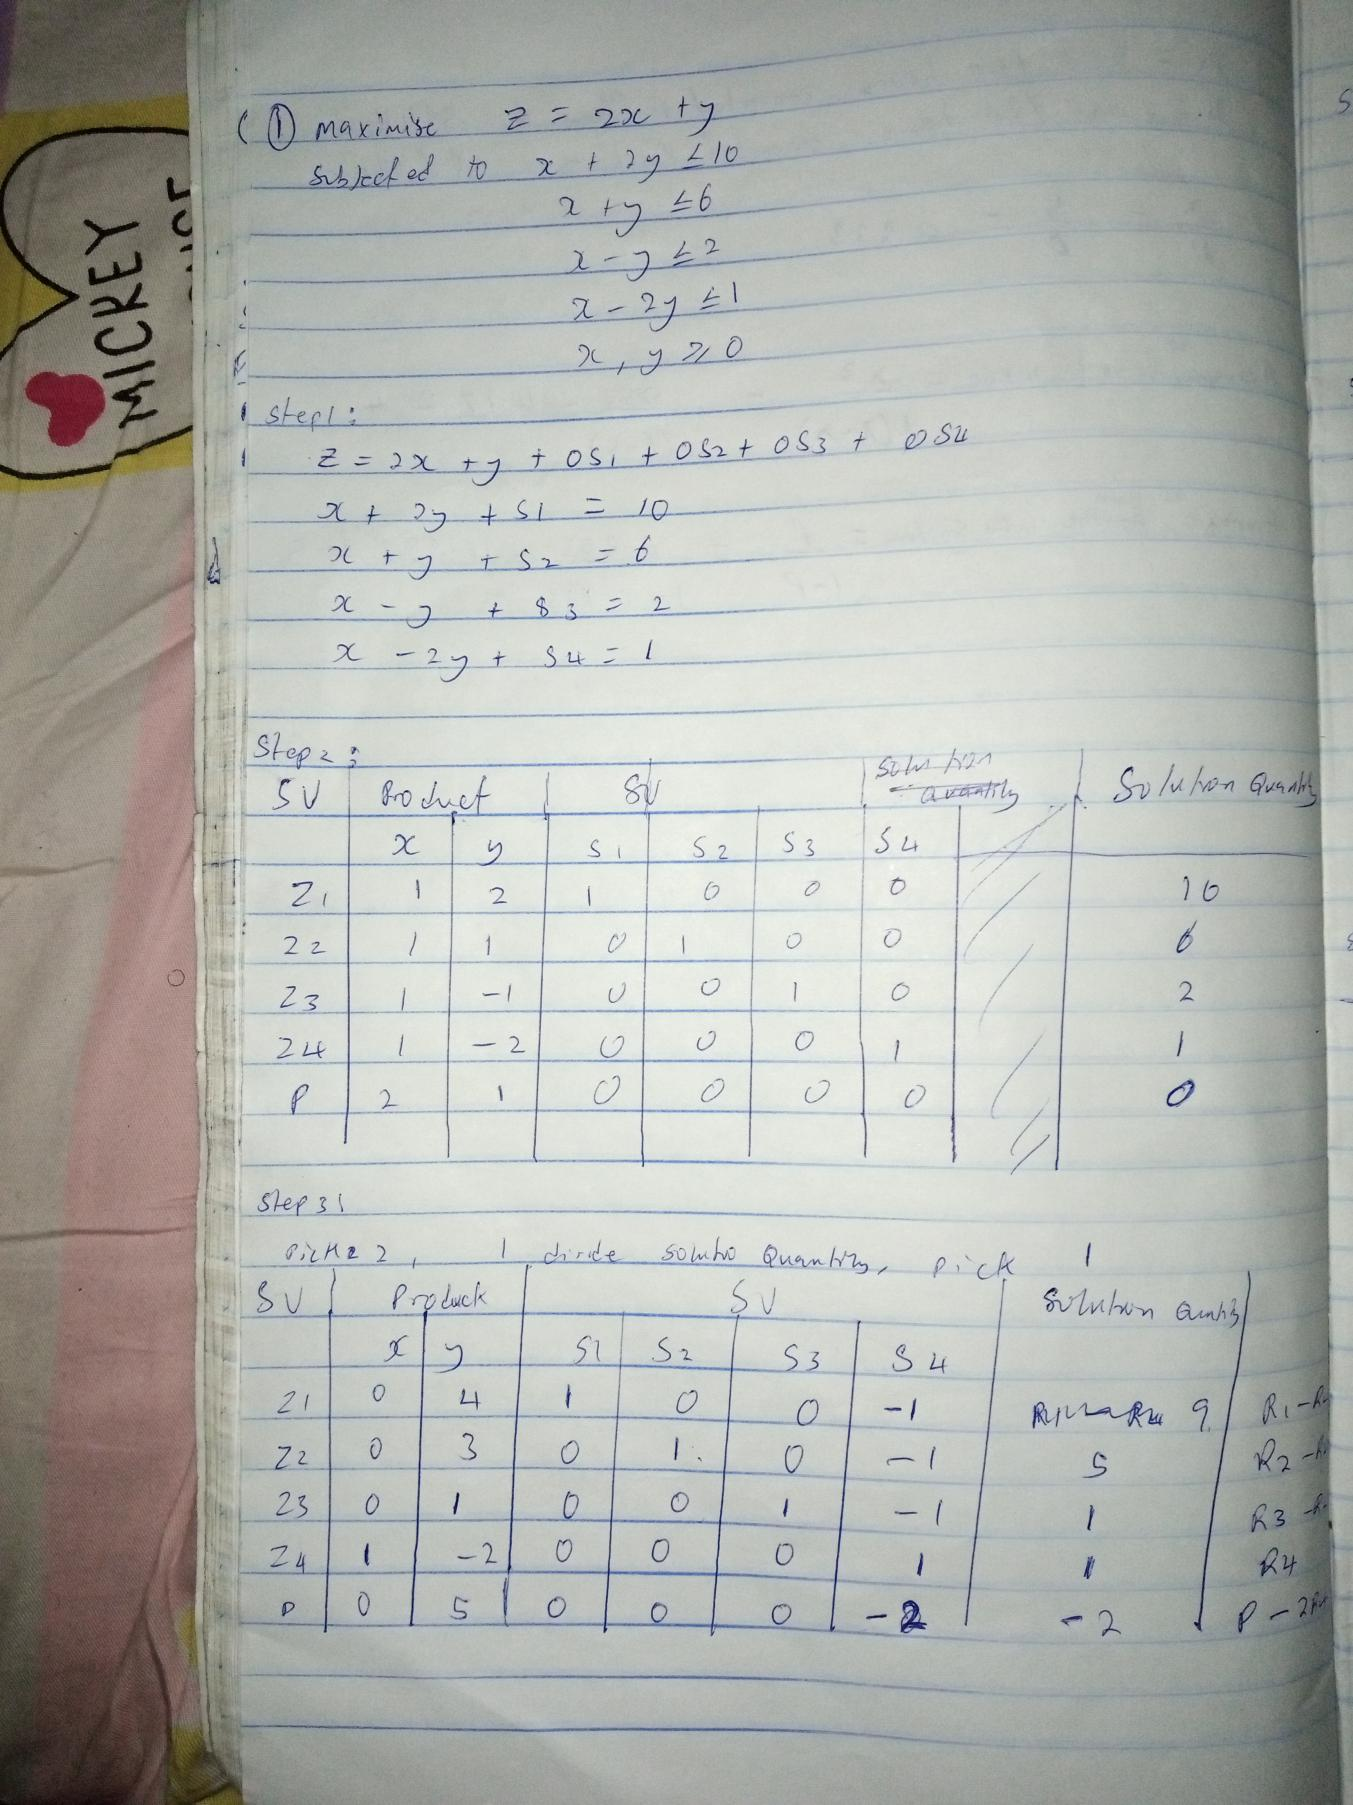 MICKEY
( ① maximise Z = 2x + y
subjected to x + 2y ≤ 10
x + y ≤ 6
x - y ≤ 2
x - 2y ≤ 1
x, y ≥ 0
Step1:
Z = 2x + y + 0S1 + 0S2 + 0S3 + 0S4
x + 2y + S1 = 10
x + y + S2 = 6
x - y + S3 = 2
x - 2y + S4 = 1
Step 2:
SV Product SV Solution Quantity Solution Quantity
x y S1 S2 S3 S4
Z1 1 2 1 0 0 0 10
Z2 1 1 0 1 0 0 6
Z3 1 -1 0 0 1 0 2
Z4 1 -2 0 0 0 1 1
P 2 1 0 0 0 0 0
Step 3:
2, 1 divide Quantity, pick 1
SV Product SV Solution
x y S1 S2 S3 S4
Z1 0 4 1 0 0 -1 9 R1 -
Z2 0 3 0 1 0 -1 5 R2 -
Z3 0 1 0 0 1 -1 1 R3 -
Z4 1 -2 0 0 0 1 1 R4
P 0 5 0 0 0 -2 -2 P - 2